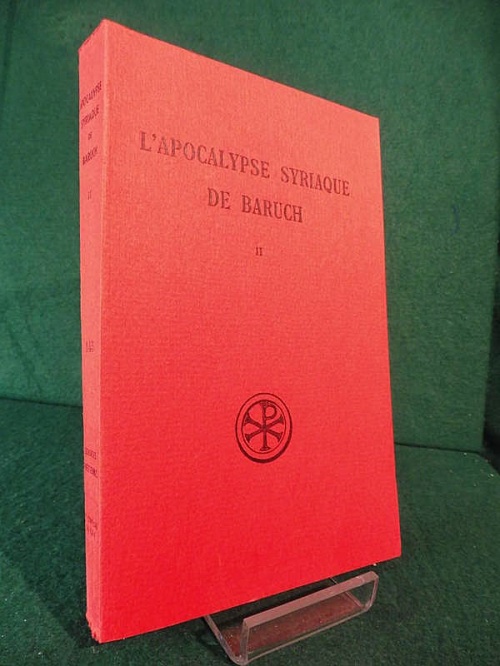 L'APOCALYPSE SYRIAQUE
DE BARUCH
II
APOCALYPSE
SYRIAQUE
DE
BARUCH
II